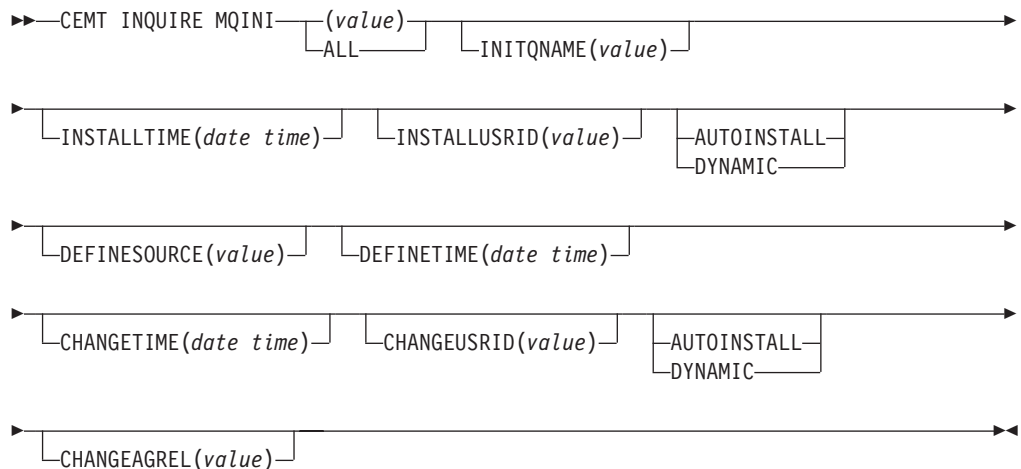 CEMT INQUIRE MQINI (value)
ALL INITQNAME(value)
INSTALLTIME(date time) INSTALLUSRID(value) AUTOINSTALL
DYNAMIC
DEFINESOURCE(value) DEFINETIME(date time)
CHANGETIME(date time) CHANGEUSRID(value) AUTOINSTALL
DYNAMIC
CHANGEAGREL(value)